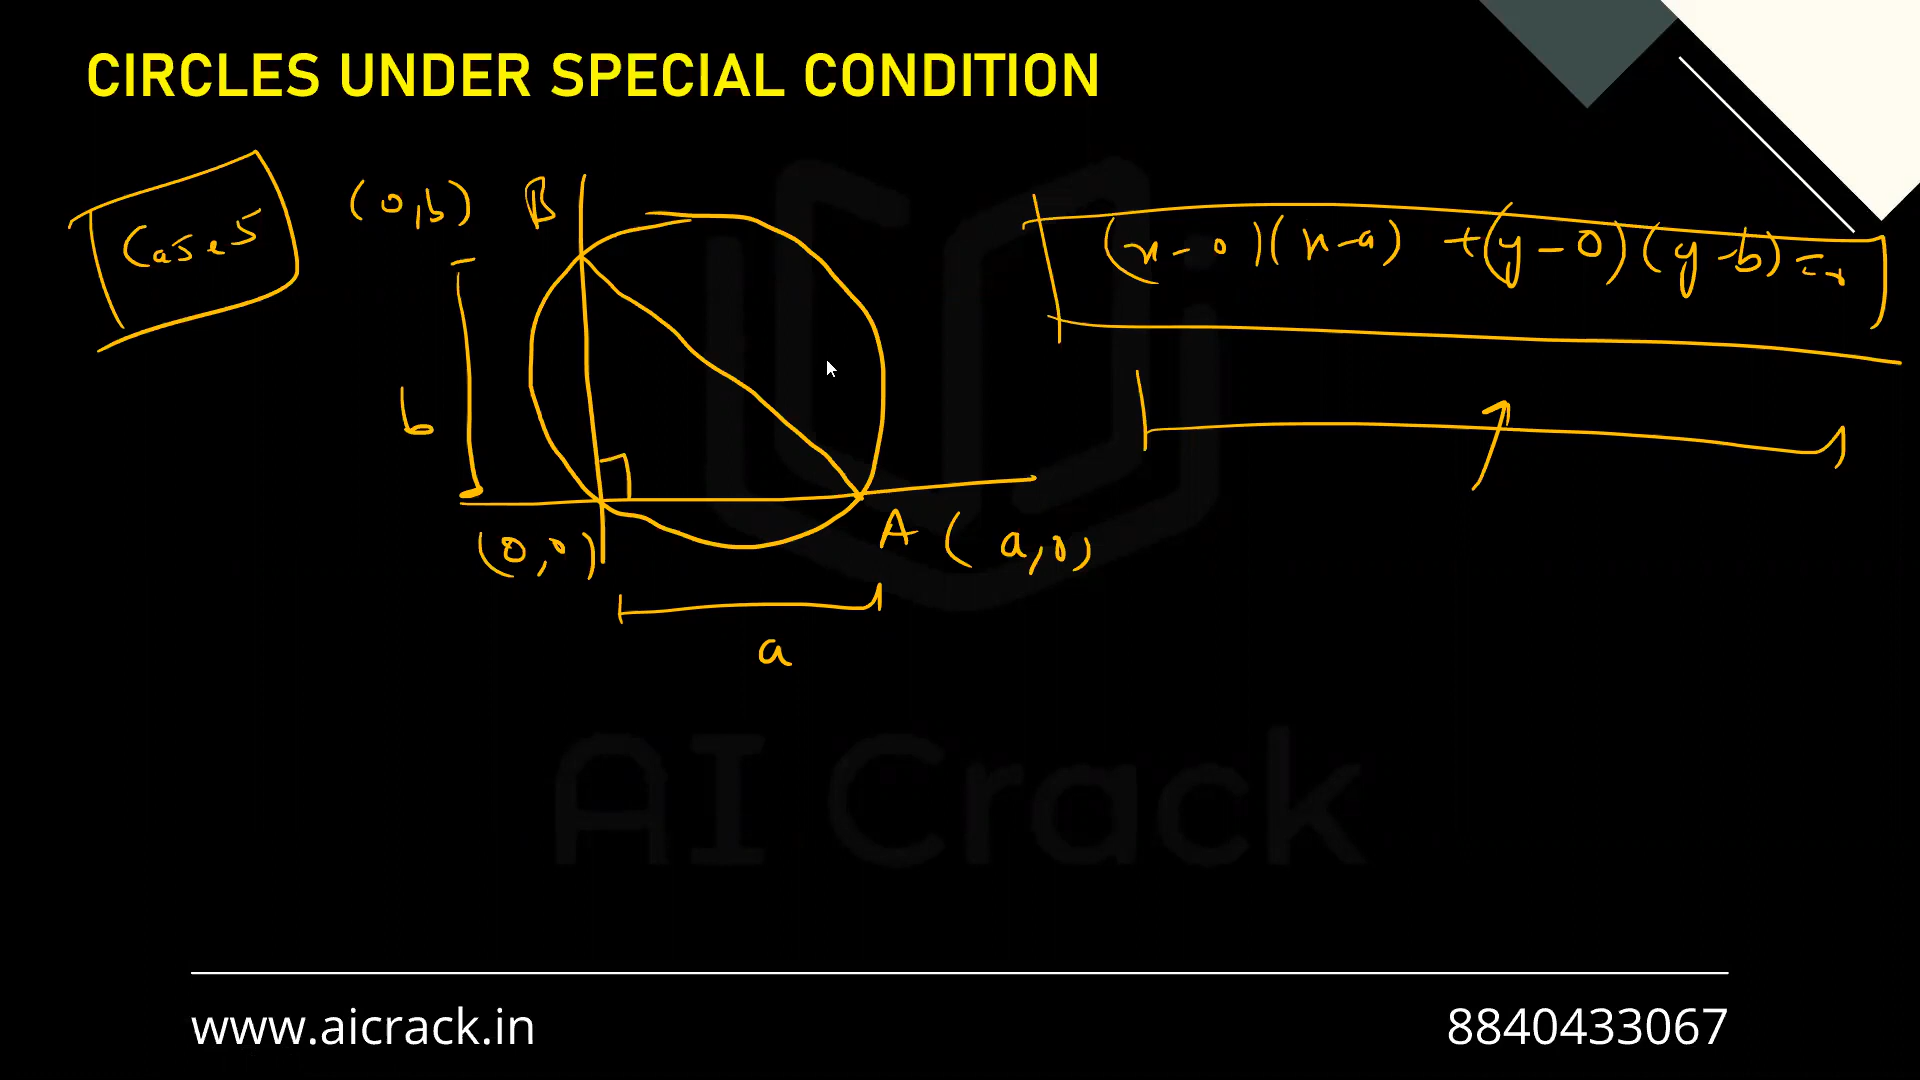 CIRCLES UNDER SPECIAL CONDITION
Case 5
(0,b) B
(x-0)(x-a) +(y-0)(y-b)=0
b
(0,0)
A (a,0)
a
AI Crack
www.aicrack.in
8840433067